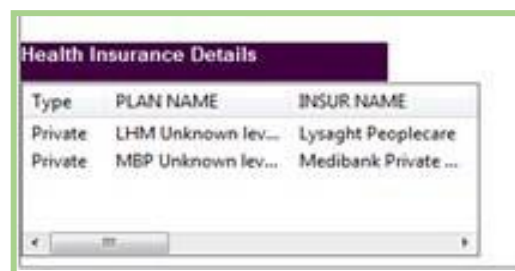 Health Insurance Details
Type PLAN NAME INSUR NAME
Private LHM Unknown lev... Lysaght Peoplecare
Private MBP Unknown lev... Medibank Private ...